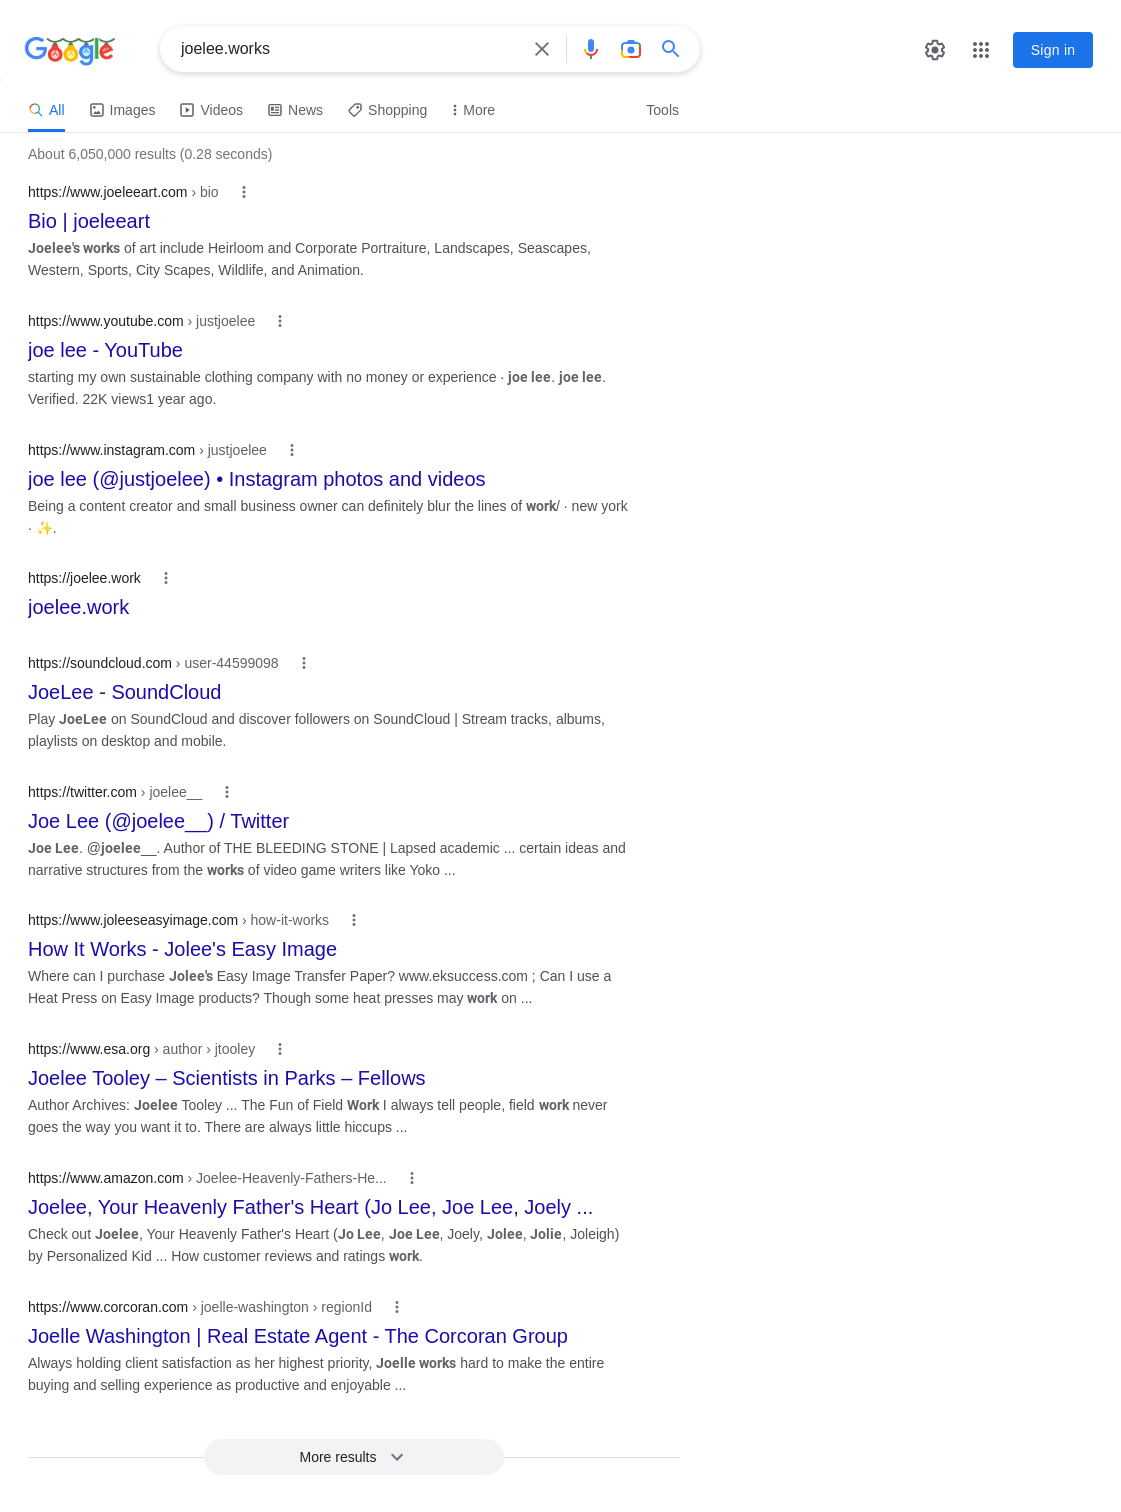 Google
joelee.works
Sign in
All Images Videos News Shopping More Tools
About 6,050,000 results (0.28 seconds)
https://www.joeleeart.com › bio
Bio | joeleeart
Joelee's works of art include Heirloom and Corporate Portraiture, Landscapes, Seascapes,
Western, Sports, City Scapes, Wildlife, and Animation.
https://www.youtube.com › justjoelee
joe lee - YouTube
starting my own sustainable clothing company with no money or experience · joe lee. joe lee.
Verified. 22K views1 year ago.
https://www.instagram.com › justjoelee
joe lee (@justjoelee) • Instagram photos and videos
Being a content creator and small business owner can definitely blur the lines of work/ · new york
· ✨.
https://joelee.work
joelee.work
https://soundcloud.com › user-44599098
JoeLee - SoundCloud
Play JoeLee on SoundCloud and discover followers on SoundCloud | Stream tracks, albums,
playlists on desktop and mobile.
https://twitter.com › joelee__
Joe Lee (@joelee__) / Twitter
Joe Lee. @joelee__. Author of THE BLEEDING STONE | Lapsed academic ... certain ideas and
narrative structures from the works of video game writers like Yoko ...
https://www.joleeseasyimage.com › how-it-works
How It Works - Jolee's Easy Image
Where can I purchase Jolee's Easy Image Transfer Paper? www.eksuccess.com ; Can I use a
Heat Press on Easy Image products? Though some heat presses may work on ...
https://www.esa.org › author › jtooley
Joelee Tooley – Scientists in Parks – Fellows
Author Archives: Joelee Tooley ... The Fun of Field Work I always tell people, field work never
goes the way you want it to. There are always little hiccups ...
https://www.amazon.com › Joelee-Heavenly-Fathers-He...
Joelee, Your Heavenly Father's Heart (Jo Lee, Joe Lee, Joely ...
Check out Joelee, Your Heavenly Father's Heart (Jo Lee, Joe Lee, Joely, Jolee, Jolie, Joleigh)
by Personalized Kid ... How customer reviews and ratings work.
https://www.corcoran.com › joelle-washington › regionId
Joelle Washington | Real Estate Agent - The Corcoran Group
Always holding client satisfaction as her highest priority, Joelle works hard to make the entire
buying and selling experience as productive and enjoyable ...
More results